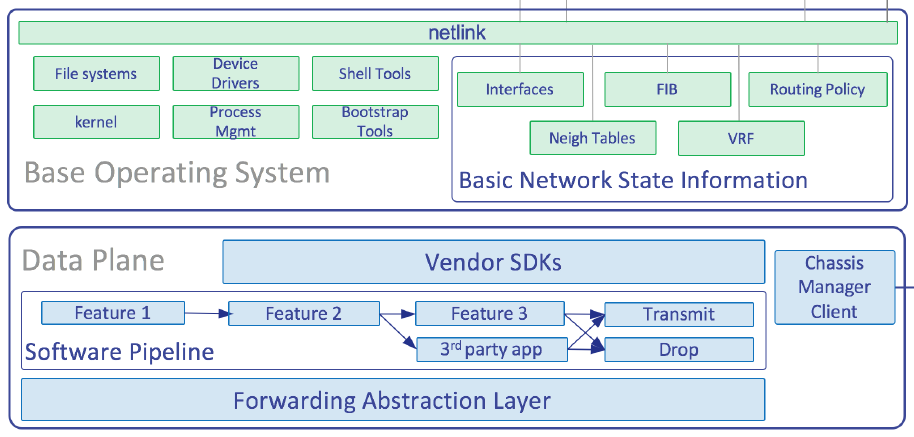 netlink
File systems
Device
Drivers
Shell Tools
kernel
Process
Mgmt
Bootstrap
Tools
Base Operating System
Interfaces
FIB
Routing Policy
Neigh Tables
VRF
Basic Network State Information
Data Plane
Vendor SDKs
Chassis
Manager
Client
Feature 1
Feature 2
Feature 3
Transmit
Software Pipeline
3rd party app
Drop
Forwarding Abstraction Layer